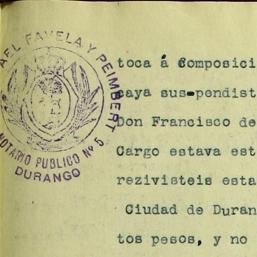 AEL FAVELA Y PEIMBERT
NOTARIO PUBLICO Nº 5
DURANGO
toca á Composici
caya sus-pendist
Don Francisco de
Cargo estava est
rezivisteis esta
Ciudad de Duran
tos pesos, y no